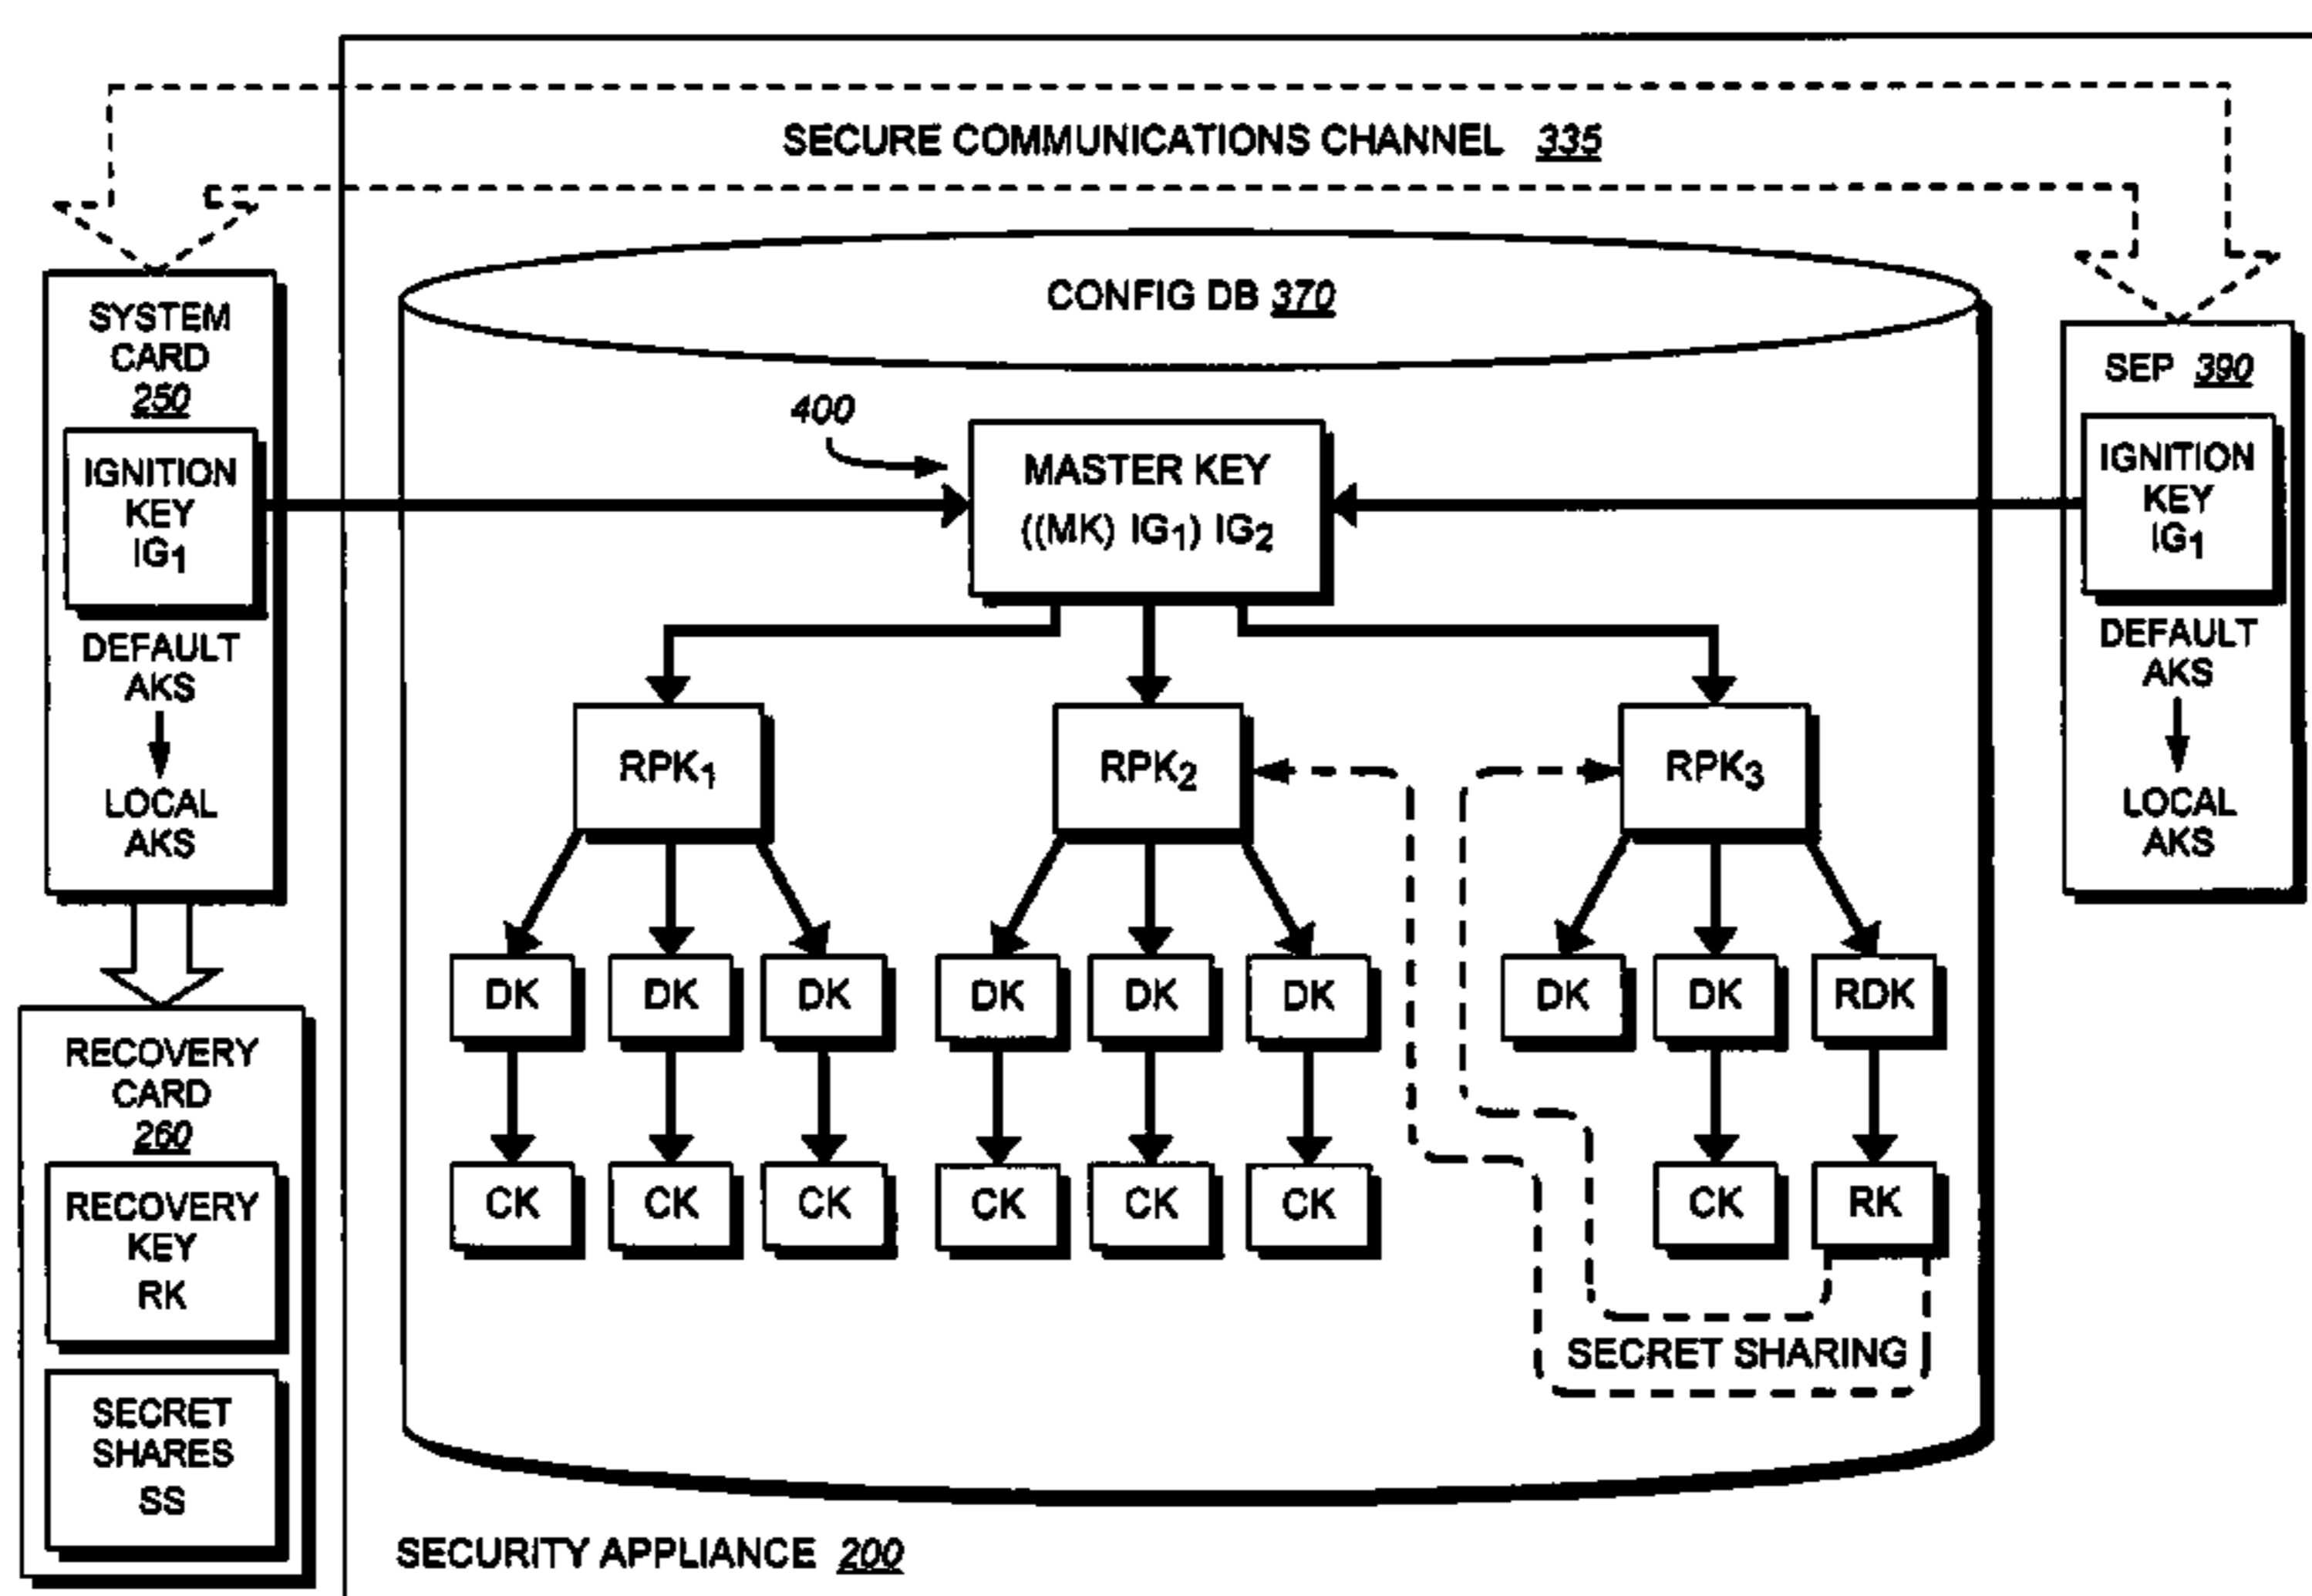 SECURE COMMUNICATIONS CHANNEL 335
CONFIG DB 370
SYSTEM
CARD
250
IGNITION
KEY
IG1
DEFAULT
AKS
LOCAL
AKS
RECOVERY
CARD
260
RECOVERY
KEY
RK
SECRET
SHARES
SS
400
MASTER KEY
((MK) IG1) IG2
RPK1
RPK2
RPK3
DK
DK
DK
DK
DK
DK
DK
DK
RDK
CK
CK
CK
CK
CK
CK
CK
RK
SECRET SHARING
SEP 390
IGNITION
KEY
IG1
DEFAULT
AKS
LOCAL
AKS
SECURITY APPLIANCE 200